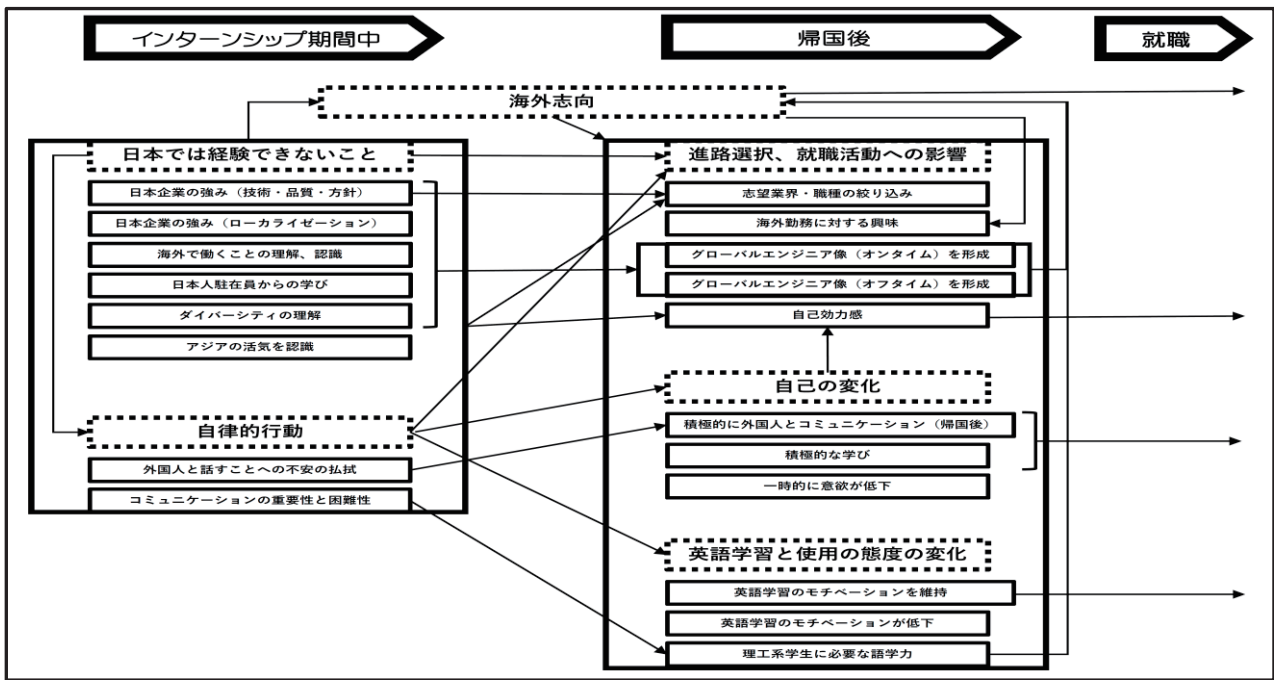 インターンシップ期間中
帰国後
就職
海外志向
日本では経験できないこと
日本企業の強み（技術・品質・方針）
日本企業の強み（ローカライゼーション）
海外で働くことの理解、認識
日本人駐在員からの学び
ダイバーシティの理解
アジアの活気を認識
自律的行動
外国人と話すことへの不安の払拭
コミュニケーションの重要性と困難性
進路選択、就職活動への影響
志望業界・職種の絞り込み
海外勤務に対する興味
グローバルエンジニア像（オンタイム）を形成
グローバルエンジニア像（オフタイム）を形成
自己効力感
自己の変化
積極的に外国人とコミュニケーション（帰国後）
積極的な学び
一時的に意欲が低下
英語学習と使用の態度の変化
英語学習のモチベーションを維持
英語学習のモチベーションが低下
理工系学生に必要な語学力